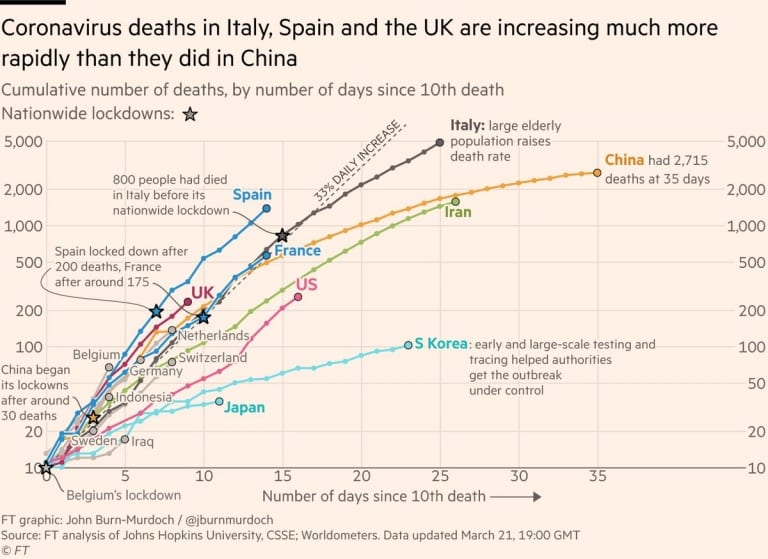 Coronavirus deaths in Italy, Spain and the UK are increasing much more
rapidly than they did in China
Cumulative number of deaths, by number of days since 10th death
Nationwide lockdowns:
5,000
2,000
1,000
500
200
100
50
20
10
5,000
2,000
1,000
500
200
100
50
20
10
33% DAILY INCREASE
Italy: large elderly
population raises
death rate
China had 2,715
deaths at 35 days
800 people had died
in Italy before its
nationwide lockdown
Spain
Iran
Spain locked down after
200 deaths, France
after around 175
France
UK
US
Netherlands
S Korea: early and large-scale testing and
tracing helped authorities
get the outbreak
under control
Belgium
Switzerland
Germany
China began
its lockowns
after around
30 deaths
Indonesia
Japan
Sweden
Iraq
0
5
10
15
20
25
30
35
Belgium's lockdown
Number of days since 10th death
FT graphic: John Burn-Murdoch / @jburnmurdoch
Source: FT analysis of Johns Hopkins University, CSSE; Worldometers. Data updated March 21, 19:00 GMT
© FT